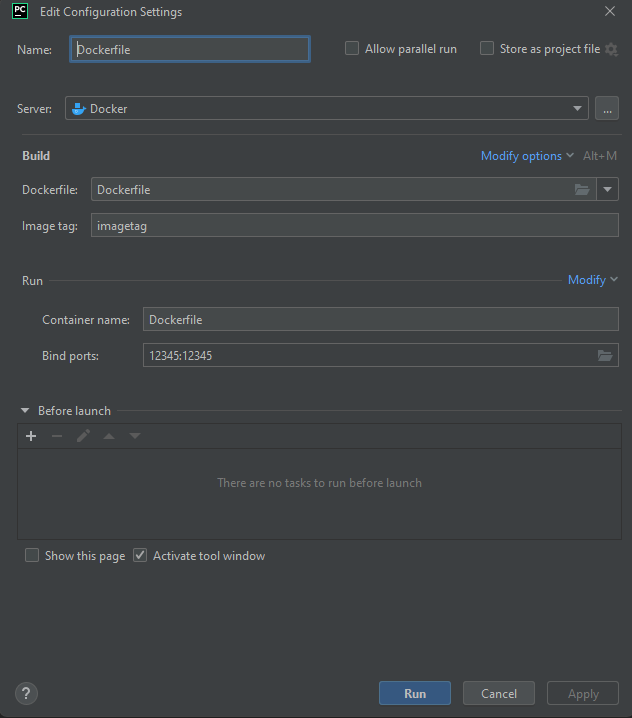 PC Edit Configuration Settings
Name: Dockerfile Allow parallel run Store as project file
Server: Docker ...
Build Modify options Alt+M
Dockerfile: Dockerfile
Image tag: imagetag
Run Modify
Container name: Dockerfile
Bind ports: 12345:12345
Before launch
There are no tasks to run before launch
Show this page Activate tool window
? Run Cancel Apply